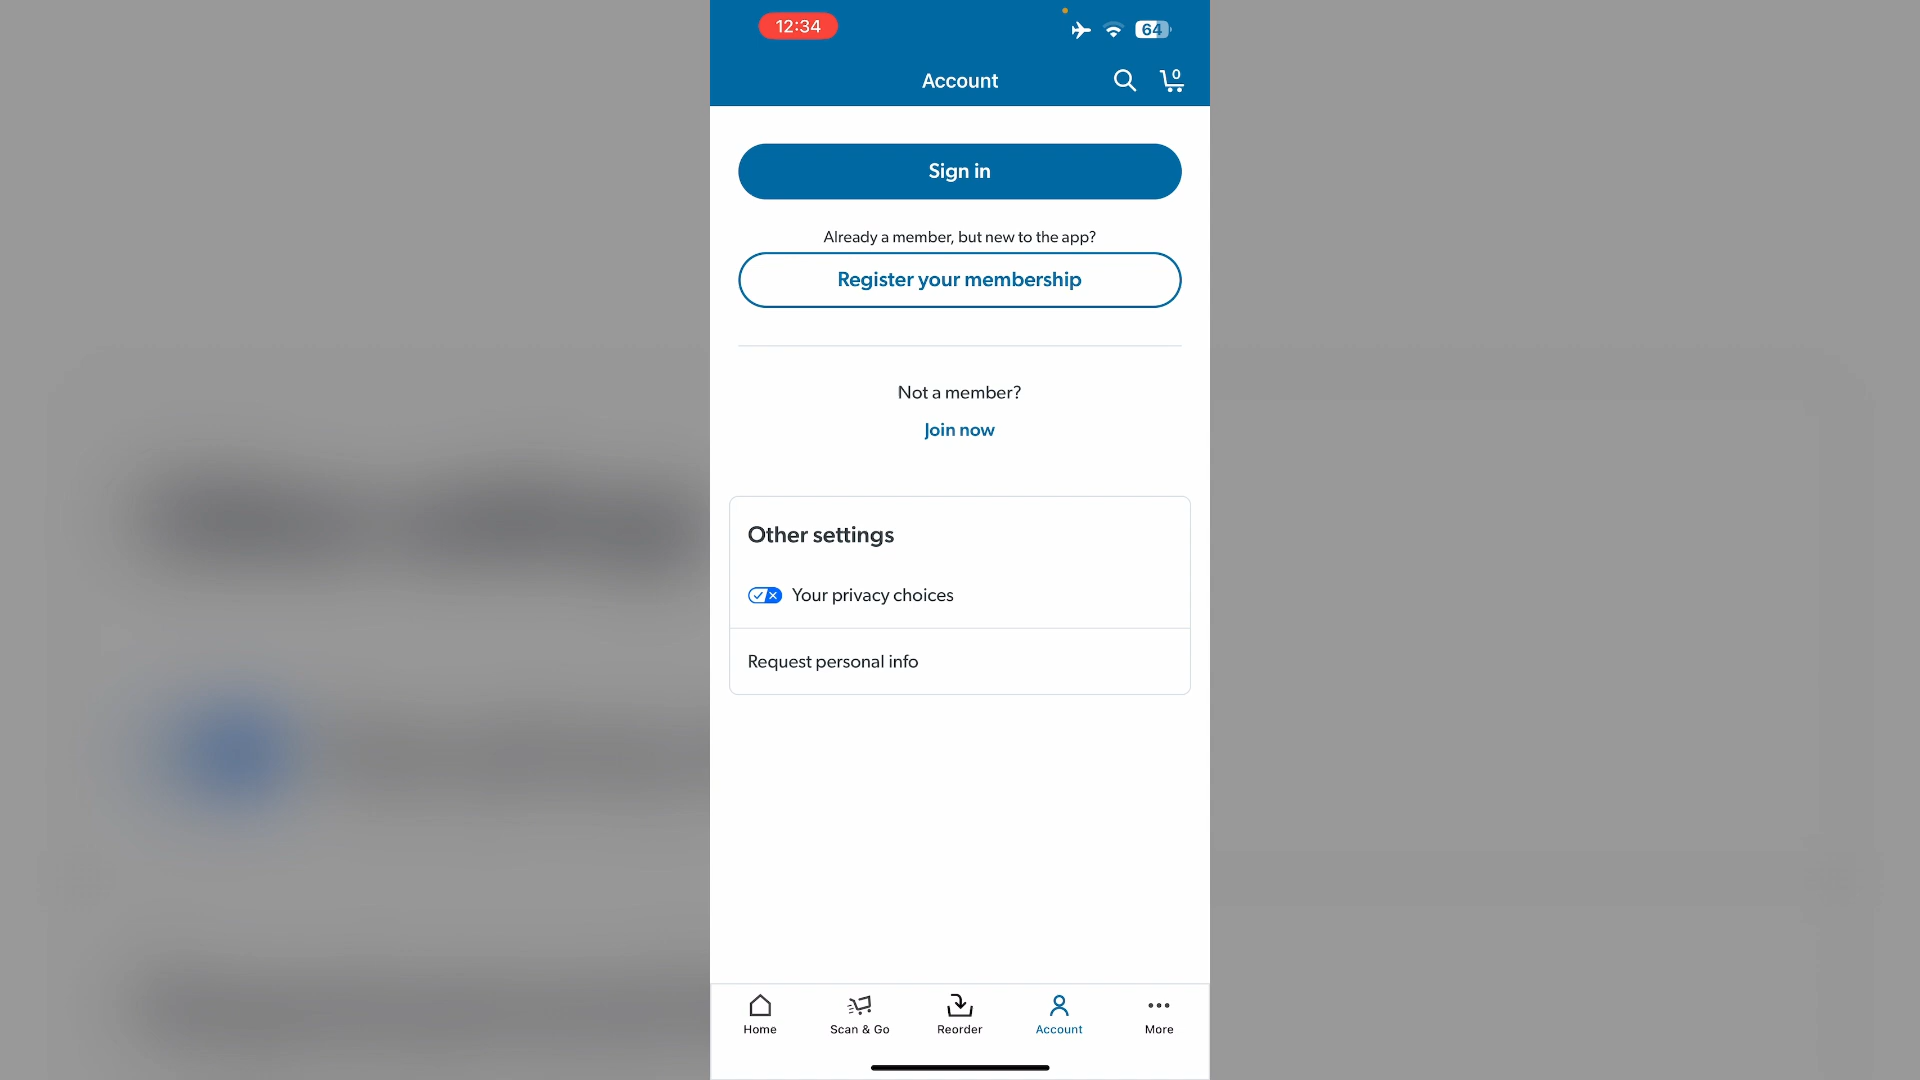 12:34
64
Account
0
Sign in
Already a member, but new to the app?
Register your membership
Not a member?
Join now
Other settings
Your privacy choices
Request personal info
Home
Scan & Go
Reorder
Account
More